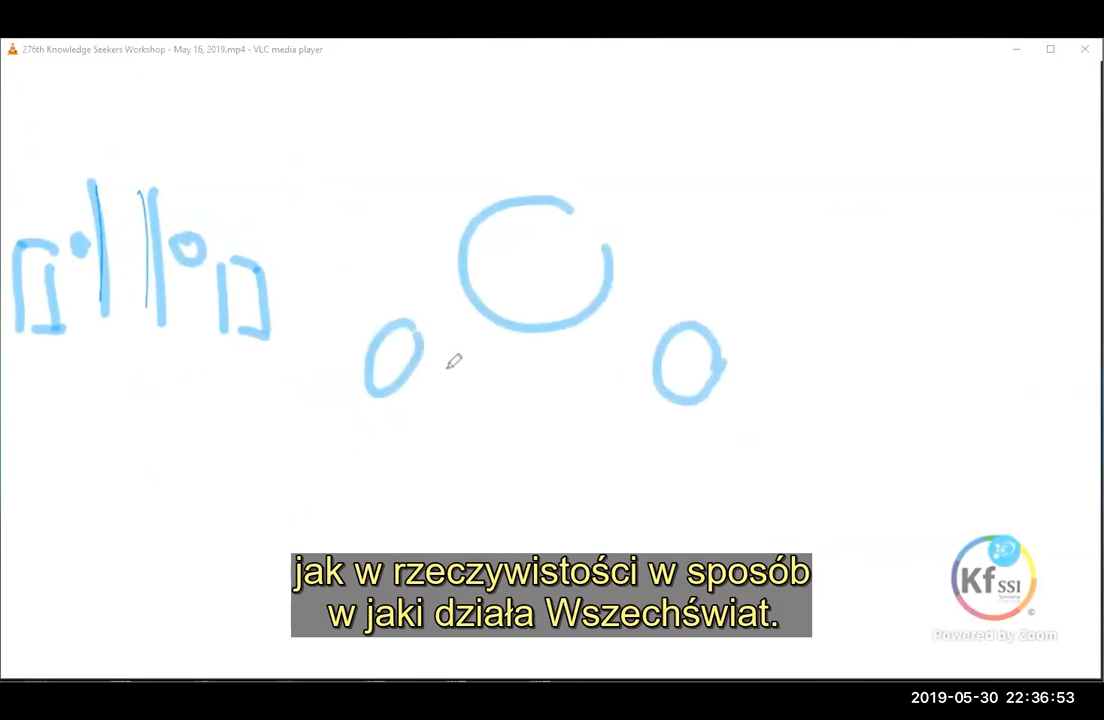 276th Knowledge Seekers Workshop - May 16, 2019.mp4 - VLC media player
jak w rzeczywistości w sposób
w jaki działa Wszechświat.
Kf SSI
©
Powered by Zoom
2019-05-30 22:36:53